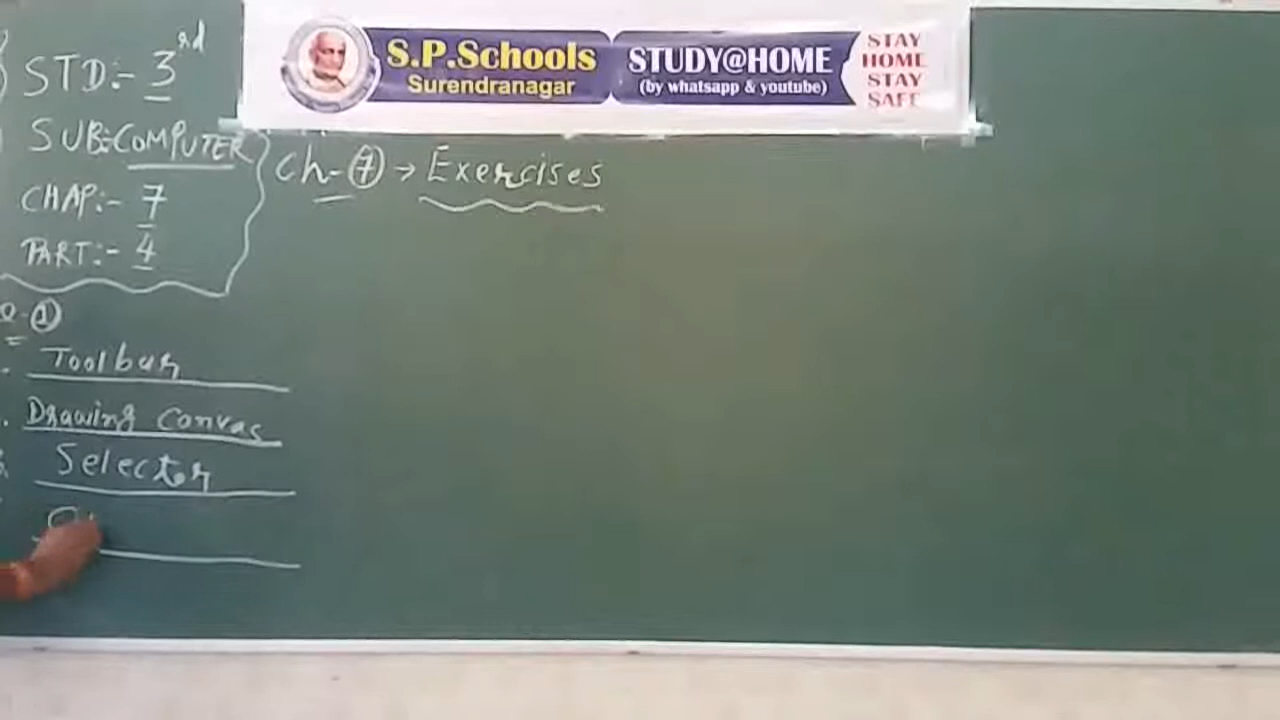 S.P.Schools
Surendranagar
STUDY@HOME
(by whatsapp & youtube)
STAY
HOME
STAY
SAFE
STD:- 3rd
SUB:- COMPUTER
CHAP:- 7
PART:- 4
Ch-7 → Exercises
Q-1
Toolbar
Drawing Canvas
3. Selector